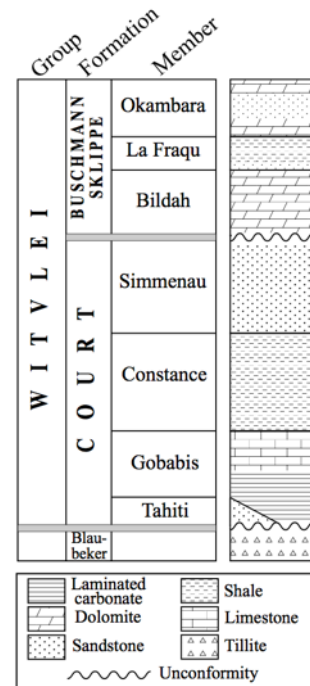 Group
Formation
Member
WITVLEI
BUSCHMANN
SKLIPPE
COURT
Okambara
La Fraqu
Bildah
Simmenau
Constance
Gobabis
Tahiti
Blau-
beker
Laminated
carbonate
Shale
Dolomite
Limestone
Sandstone
Tillite
Unconformity